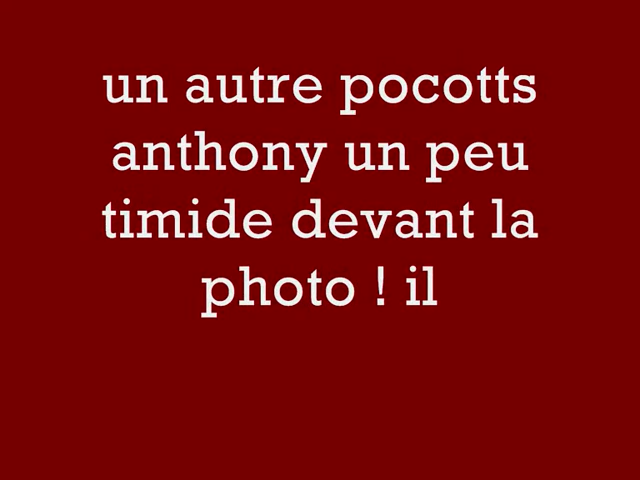 un autre pocotts
anthony un peu
timide devant la
photo ! il